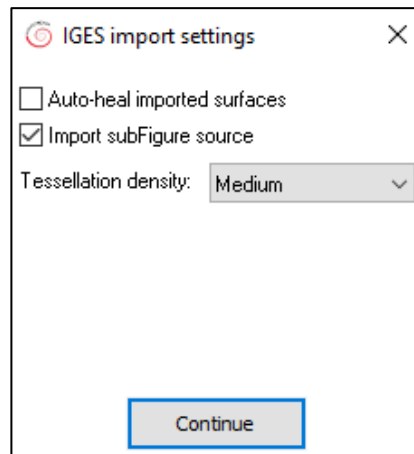 IGES import settings
Auto-heal imported surfaces
Import subFigure source
Tessellation density: Medium
Continue